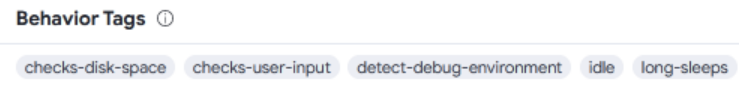 Behavior Tags
checks-disk-space checks-user-input detect-debug-environment idle long-sleeps